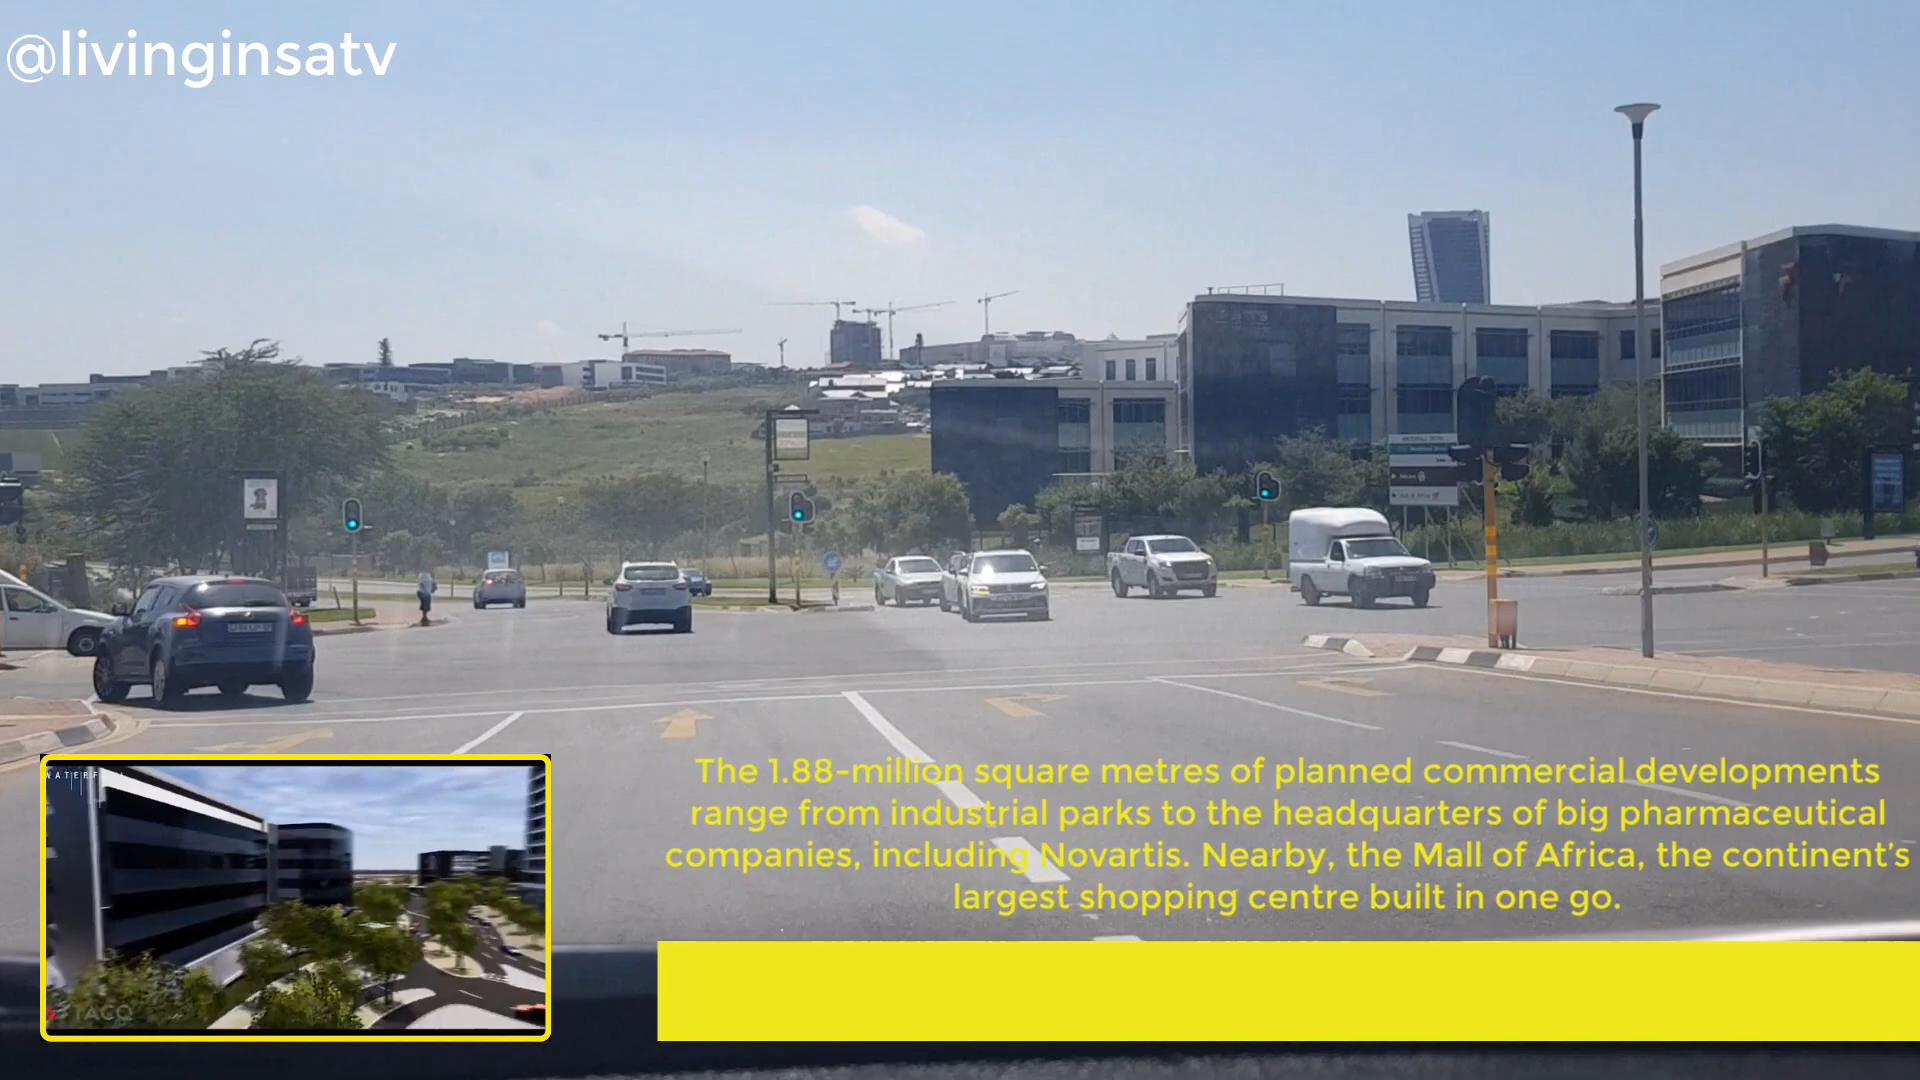 @livinginsatv
The 1.88-million square metres of planned commercial developments
range from industrial parks to the headquarters of big pharmaceutical
companies, including Novartis. Nearby, the Mall of Africa, the continent's
largest shopping centre built in one go.